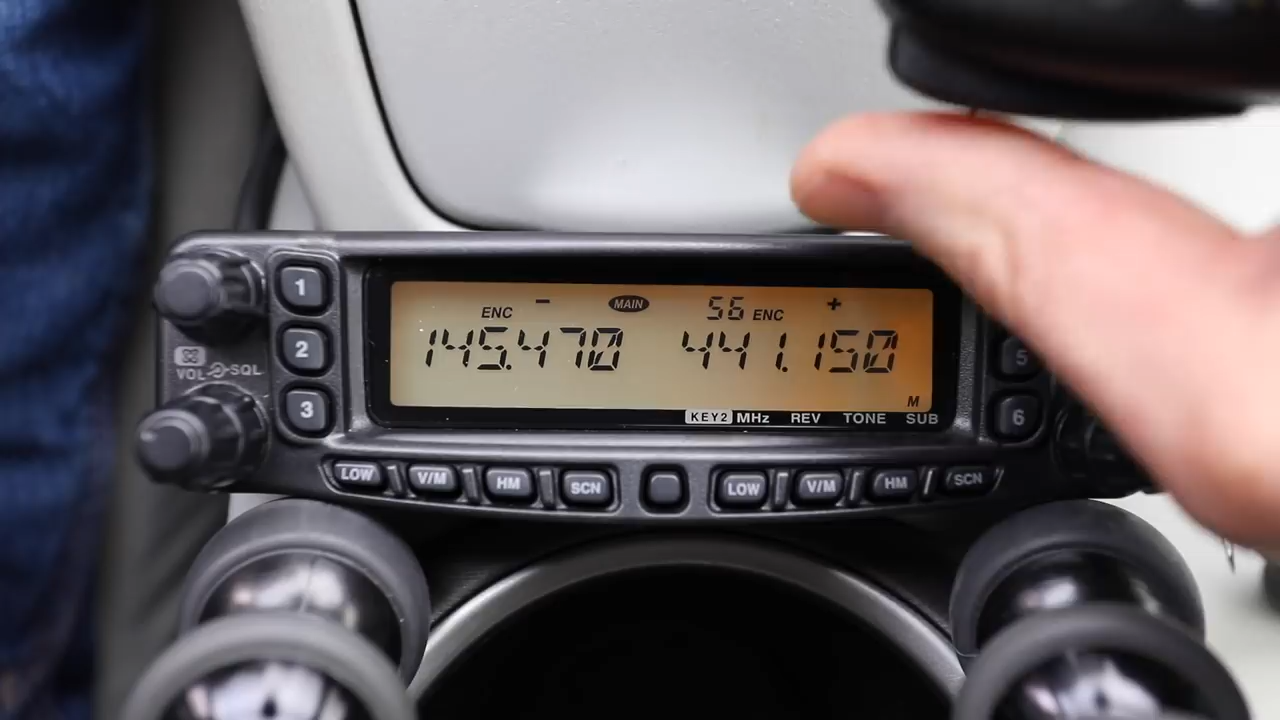 1
2
3
VOL SQL
ENC − MAIN 56 ENC +
145.470 441.150
M
KEY2 MHz REV TONE SUB
5
6
LOW V/M HM SCN LOW V/M HM SCN